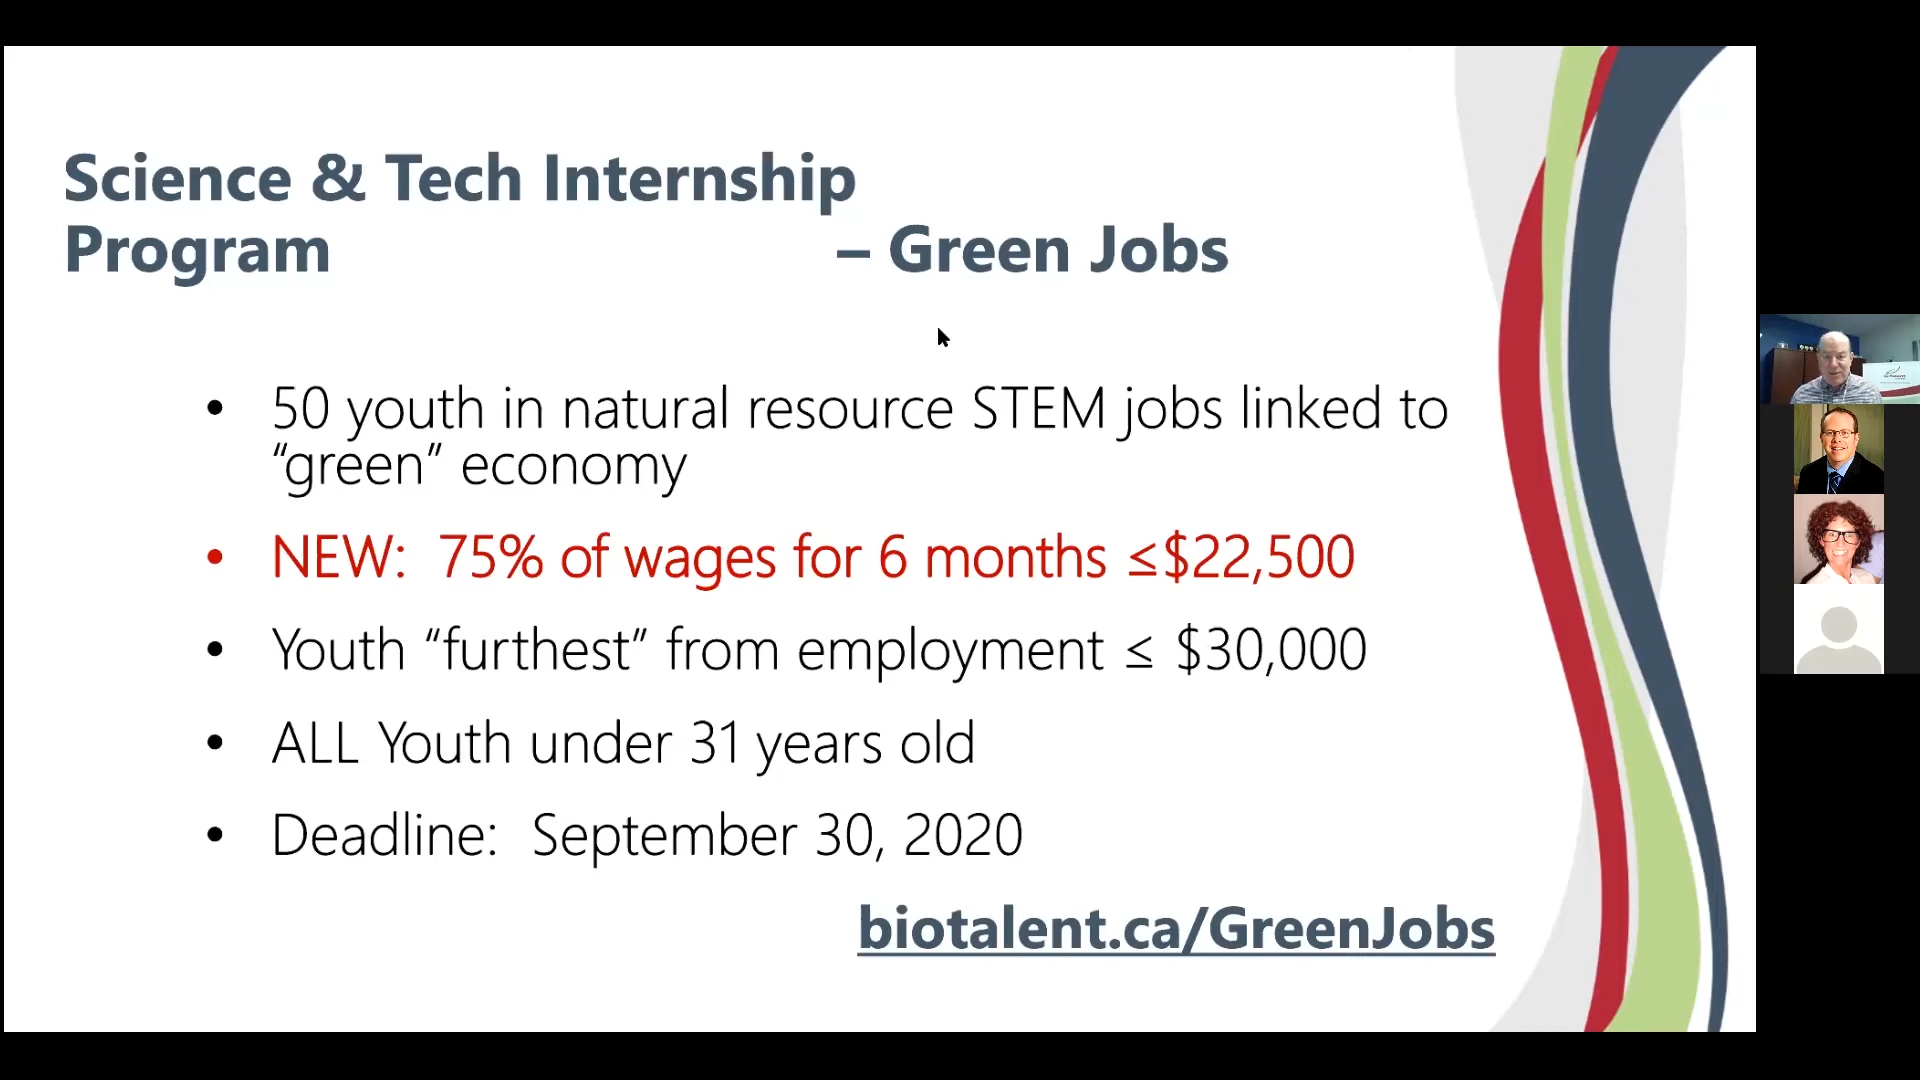 Science & Tech Internship
Program – Green Jobs
• 50 youth in natural resource STEM jobs linked to
“green” economy
• NEW: 75% of wages for 6 months ≤$22,500
• Youth “furthest” from employment ≤ $30,000
• ALL Youth under 31 years old
• Deadline: September 30, 2020
biotalent.ca/GreenJobs